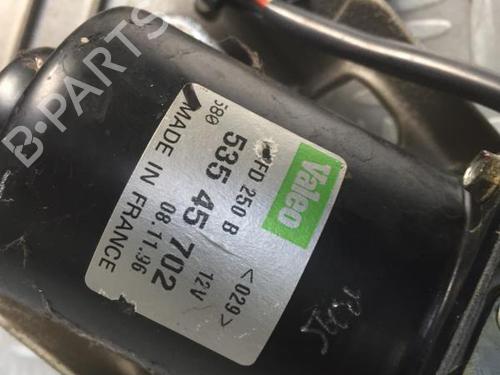 B-PARTS
Valeo
FD 250 B
<029>
580
535 45 702
12V
08.11.96
MADE IN FRANCE